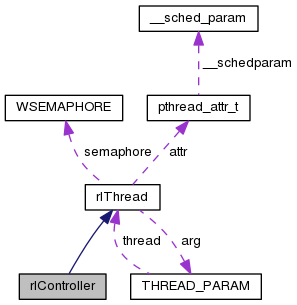 __sched_param
__schedparam
WSEMAPHORE
pthread_attr_t
semaphore
attr
rlThread
thread
arg
rlController
THREAD_PARAM